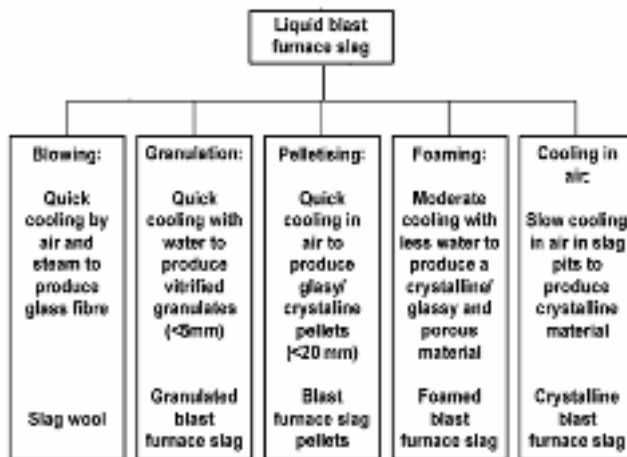 Liquid blast
furnace slag
Blowing:
Quick
cooling by
air and
steam to
produce
glass fibre
Slag wool
Granulation:
Quick
cooling with
water to
produce
vitrified
granulates
(<5mm)
Granulated
blast
furnace slag
Pelletising:
Quick
cooling in
air to
produce
glasy/
crystaline
pellets
(<20 mm)
Blast
furnace slag
pellets
Foaming:
Moderate
cooling with
less water to
produce a
crystalline/
glassy and
porous
material
Foamed
blast
furnace slag
Cooling in
air:
Slow cooling
in air in slag
pits to
produce
crystalline
material
Crystalline
blast
furnace slag